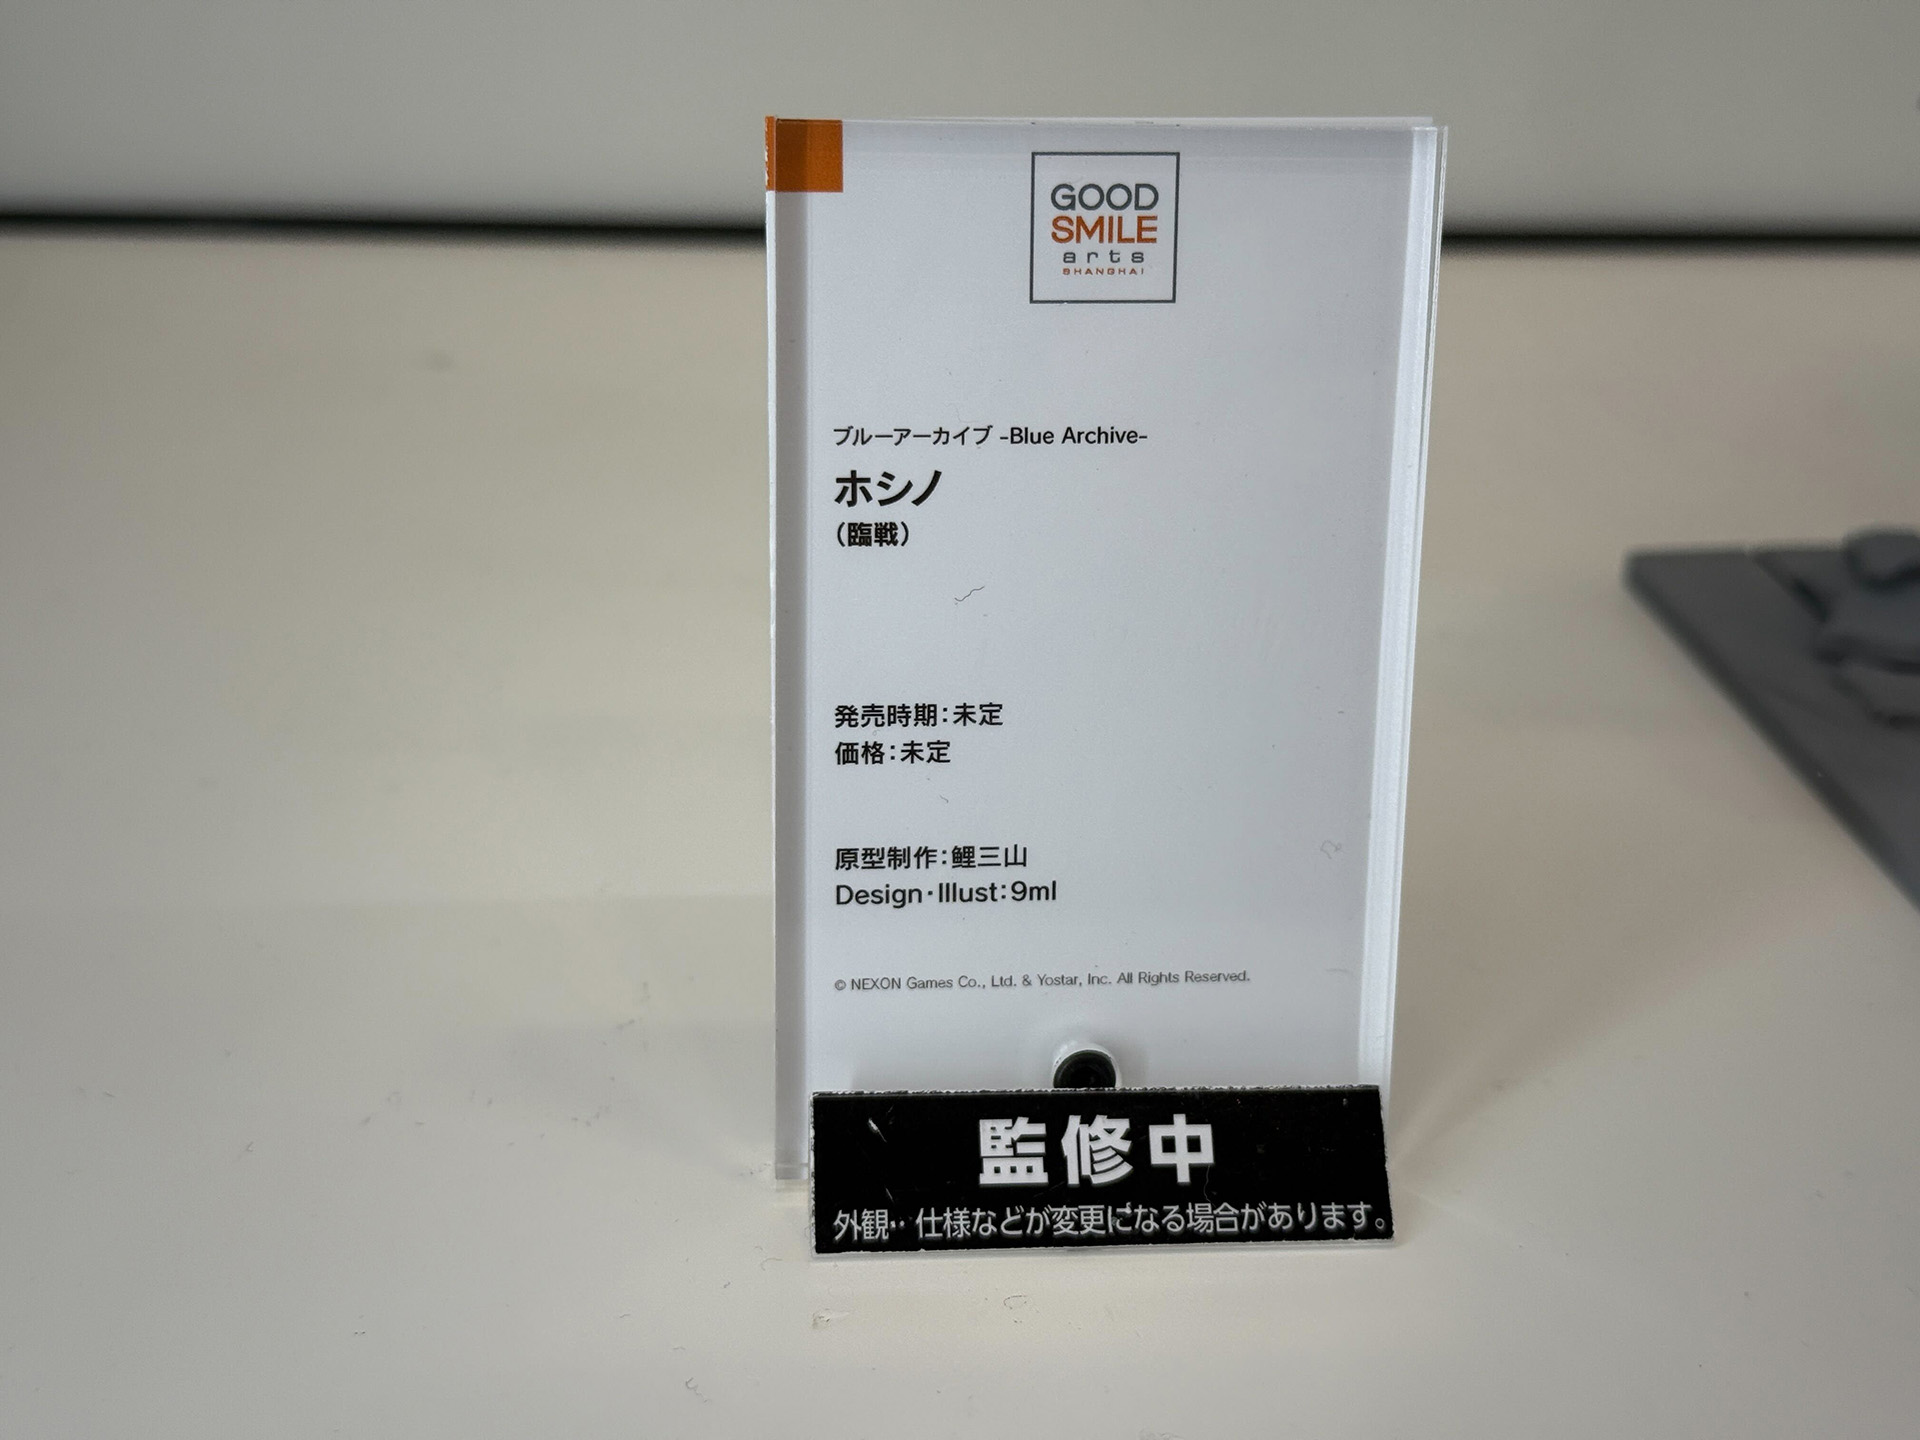 GOOD
SMILE
arts
SHANGHAI
ブルーアーカイブ -Blue Archive-
ホシノ
（臨戦）
発売時期：未定
価格：未定
原型制作：鯉三山
Design・Illust：9ml
© NEXON Games Co., Ltd. & Yostar, Inc. All Rights Reserved.
監修中
外観・仕様などが変更になる場合があります。